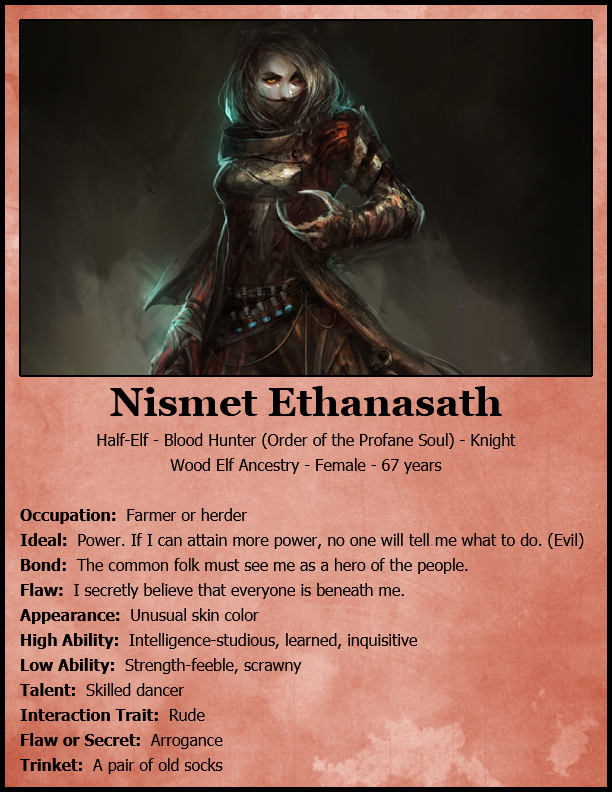 Nismet Ethanasath
Half-Elf - Blood Hunter (Order of the Profane Soul) - Knight
Wood Elf Ancestry - Female - 67 years
Occupation: Farmer or herder
Ideal: Power. If I can attain more power, no one will tell me what to do. (Evil)
Bond: The common folk must see me as a hero of the people.
Flaw: I secretly believe that everyone is beneath me.
Appearance: Unusual skin color
High Ability: Intelligence-studious, learned, inquisitive
Low Ability: Strength-feeble, scrawny
Talent: Skilled dancer
Interaction Trait: Rude
Flaw or Secret: Arrogance
Trinket: A pair of old socks